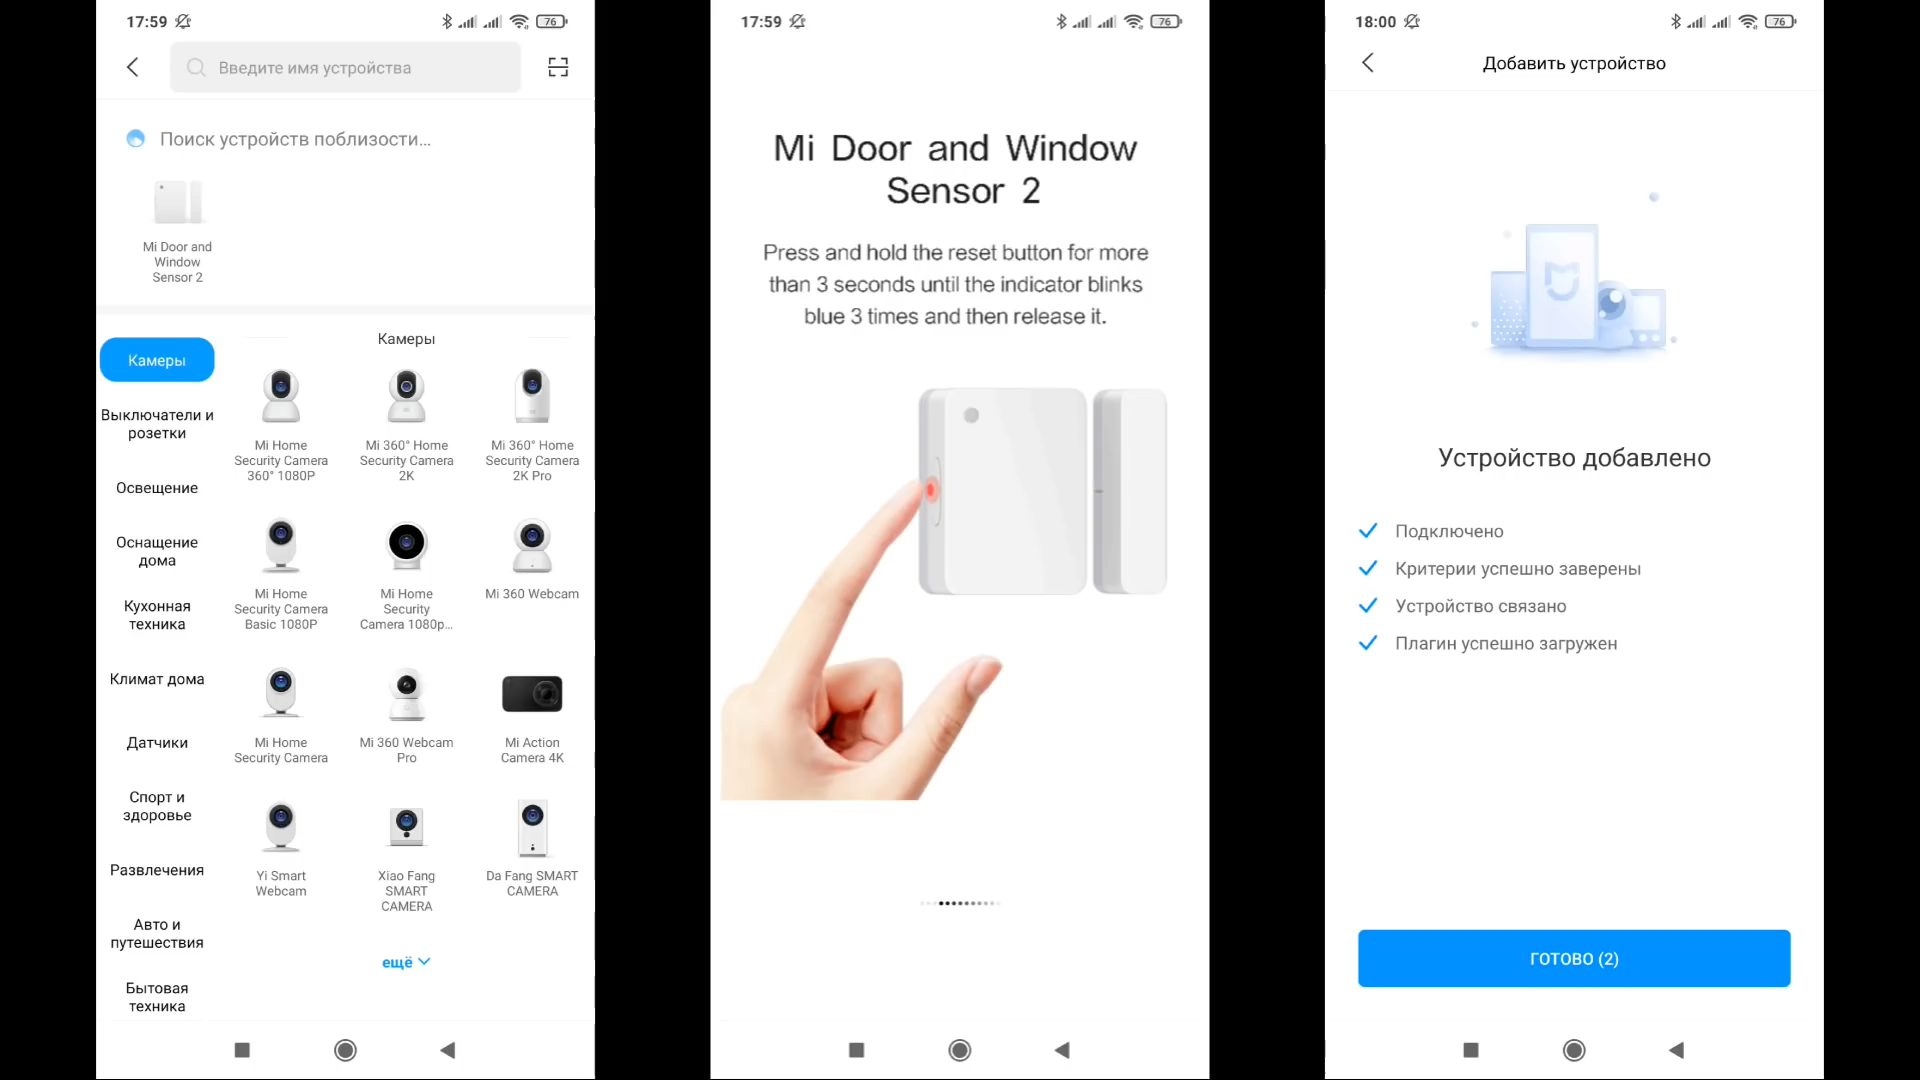 17:59
76
Введите имя устройства
Поиск устройств поблизости...
Mi Door and
Window
Sensor 2
Камеры
Выключатели и
розетки
Освещение
Оснащение
дома
Кухонная
техника
Климат дома
Датчики
Спорт и
здоровье
Развлечения
Авто и
путешествия
Бытовая
техника
Камеры
Mi Home
Security Camera
360° 1080P
Mi 360° Home
Security Camera
2K
Mi 360° Home
Security Camera
2K Pro
Mi Home
Security Camera
Basic 1080P
Mi Home
Security
Camera 1080p...
Mi 360 Webcam
Mi Home
Security Camera
Mi 360 Webcam
Pro
Mi Action
Camera 4K
Yi Smart
Webcam
Xiao Fang
SMART
CAMERA
Da Fang SMART
CAMERA
ещё
17:59
76
Mi Door and Window
Sensor 2
Press and hold the reset button for more
than 3 seconds until the indicator blinks
blue 3 times and then release it.
18:00
76
Добавить устройство
Устройство добавлено
Подключено
Критерии успешно заверены
Устройство связано
Плагин успешно загружен
ГОТОВО (2)